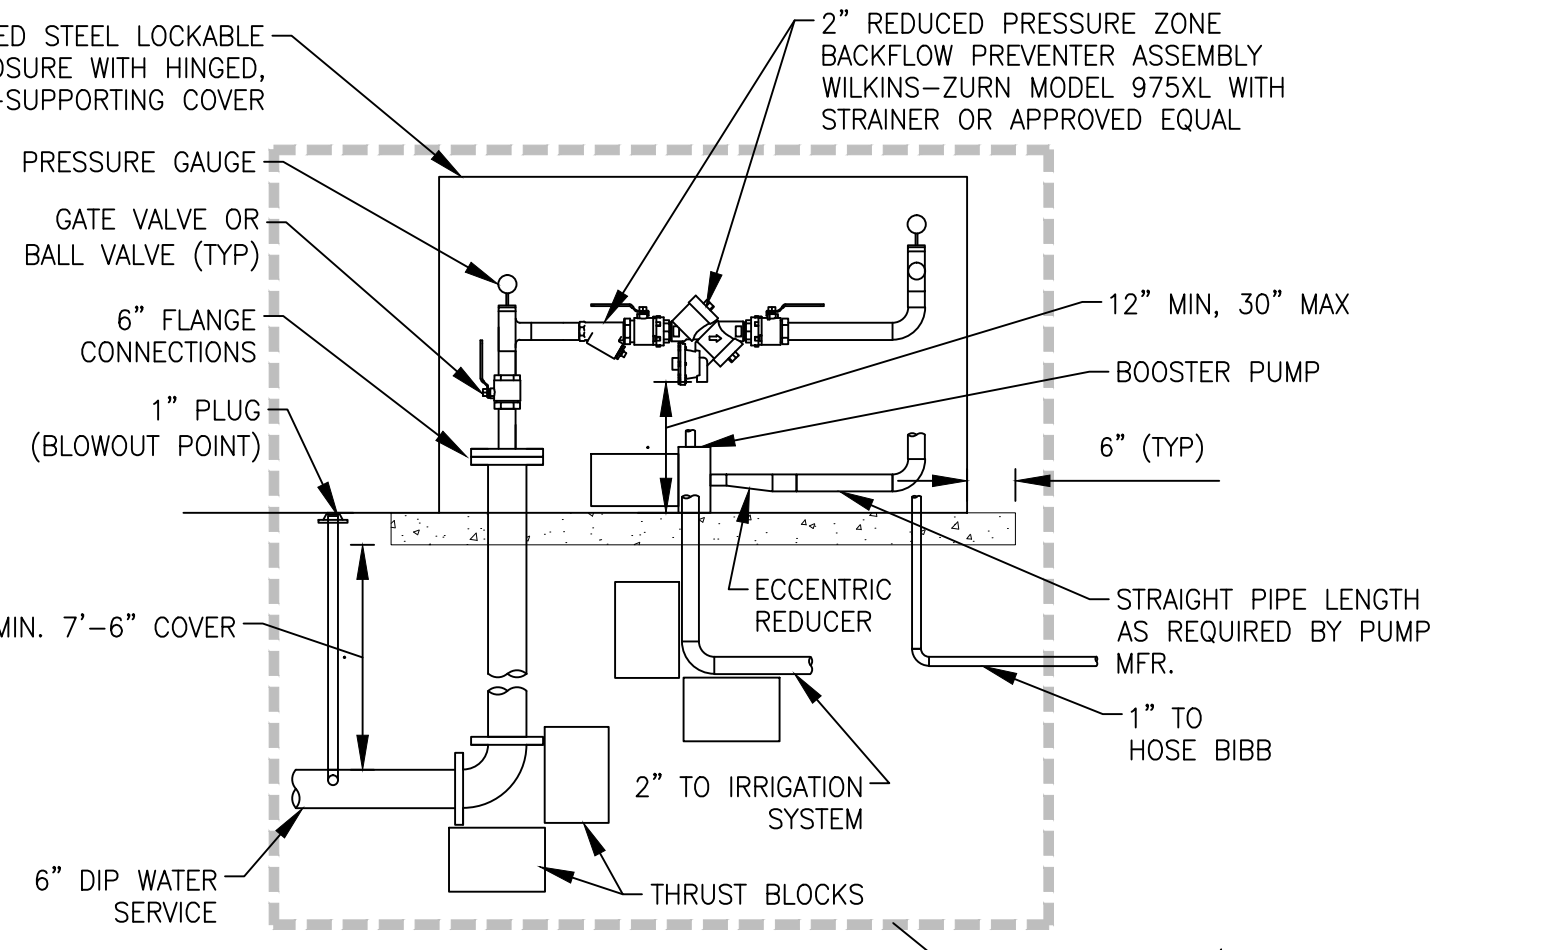 STEEL LOCKABLE
WITH HINGED,
-SUPPORTING COVER
2” REDUCED PRESSURE ZONE
BACKFLOW PREVENTER ASSEMBLY
WILKINS-ZURN MODEL 975XL WITH
STRAINER OR APPROVED EQUAL
PRESSURE GAUGE
GATE VALVE OR
BALL VALVE (TYP)
6” FLANGE
CONNECTIONS
1” PLUG
(BLOWOUT POINT)
12” MIN, 30” MAX
BOOSTER PUMP
6” (TYP)
ECCENTRIC
REDUCER
STRAIGHT PIPE LENGTH
AS REQUIRED BY PUMP
MFR.
MIN. 7’-6” COVER
1” TO
HOSE BIBB
2” TO IRRIGATION
SYSTEM
6” DIP WATER
SERVICE
THRUST BLOCKS